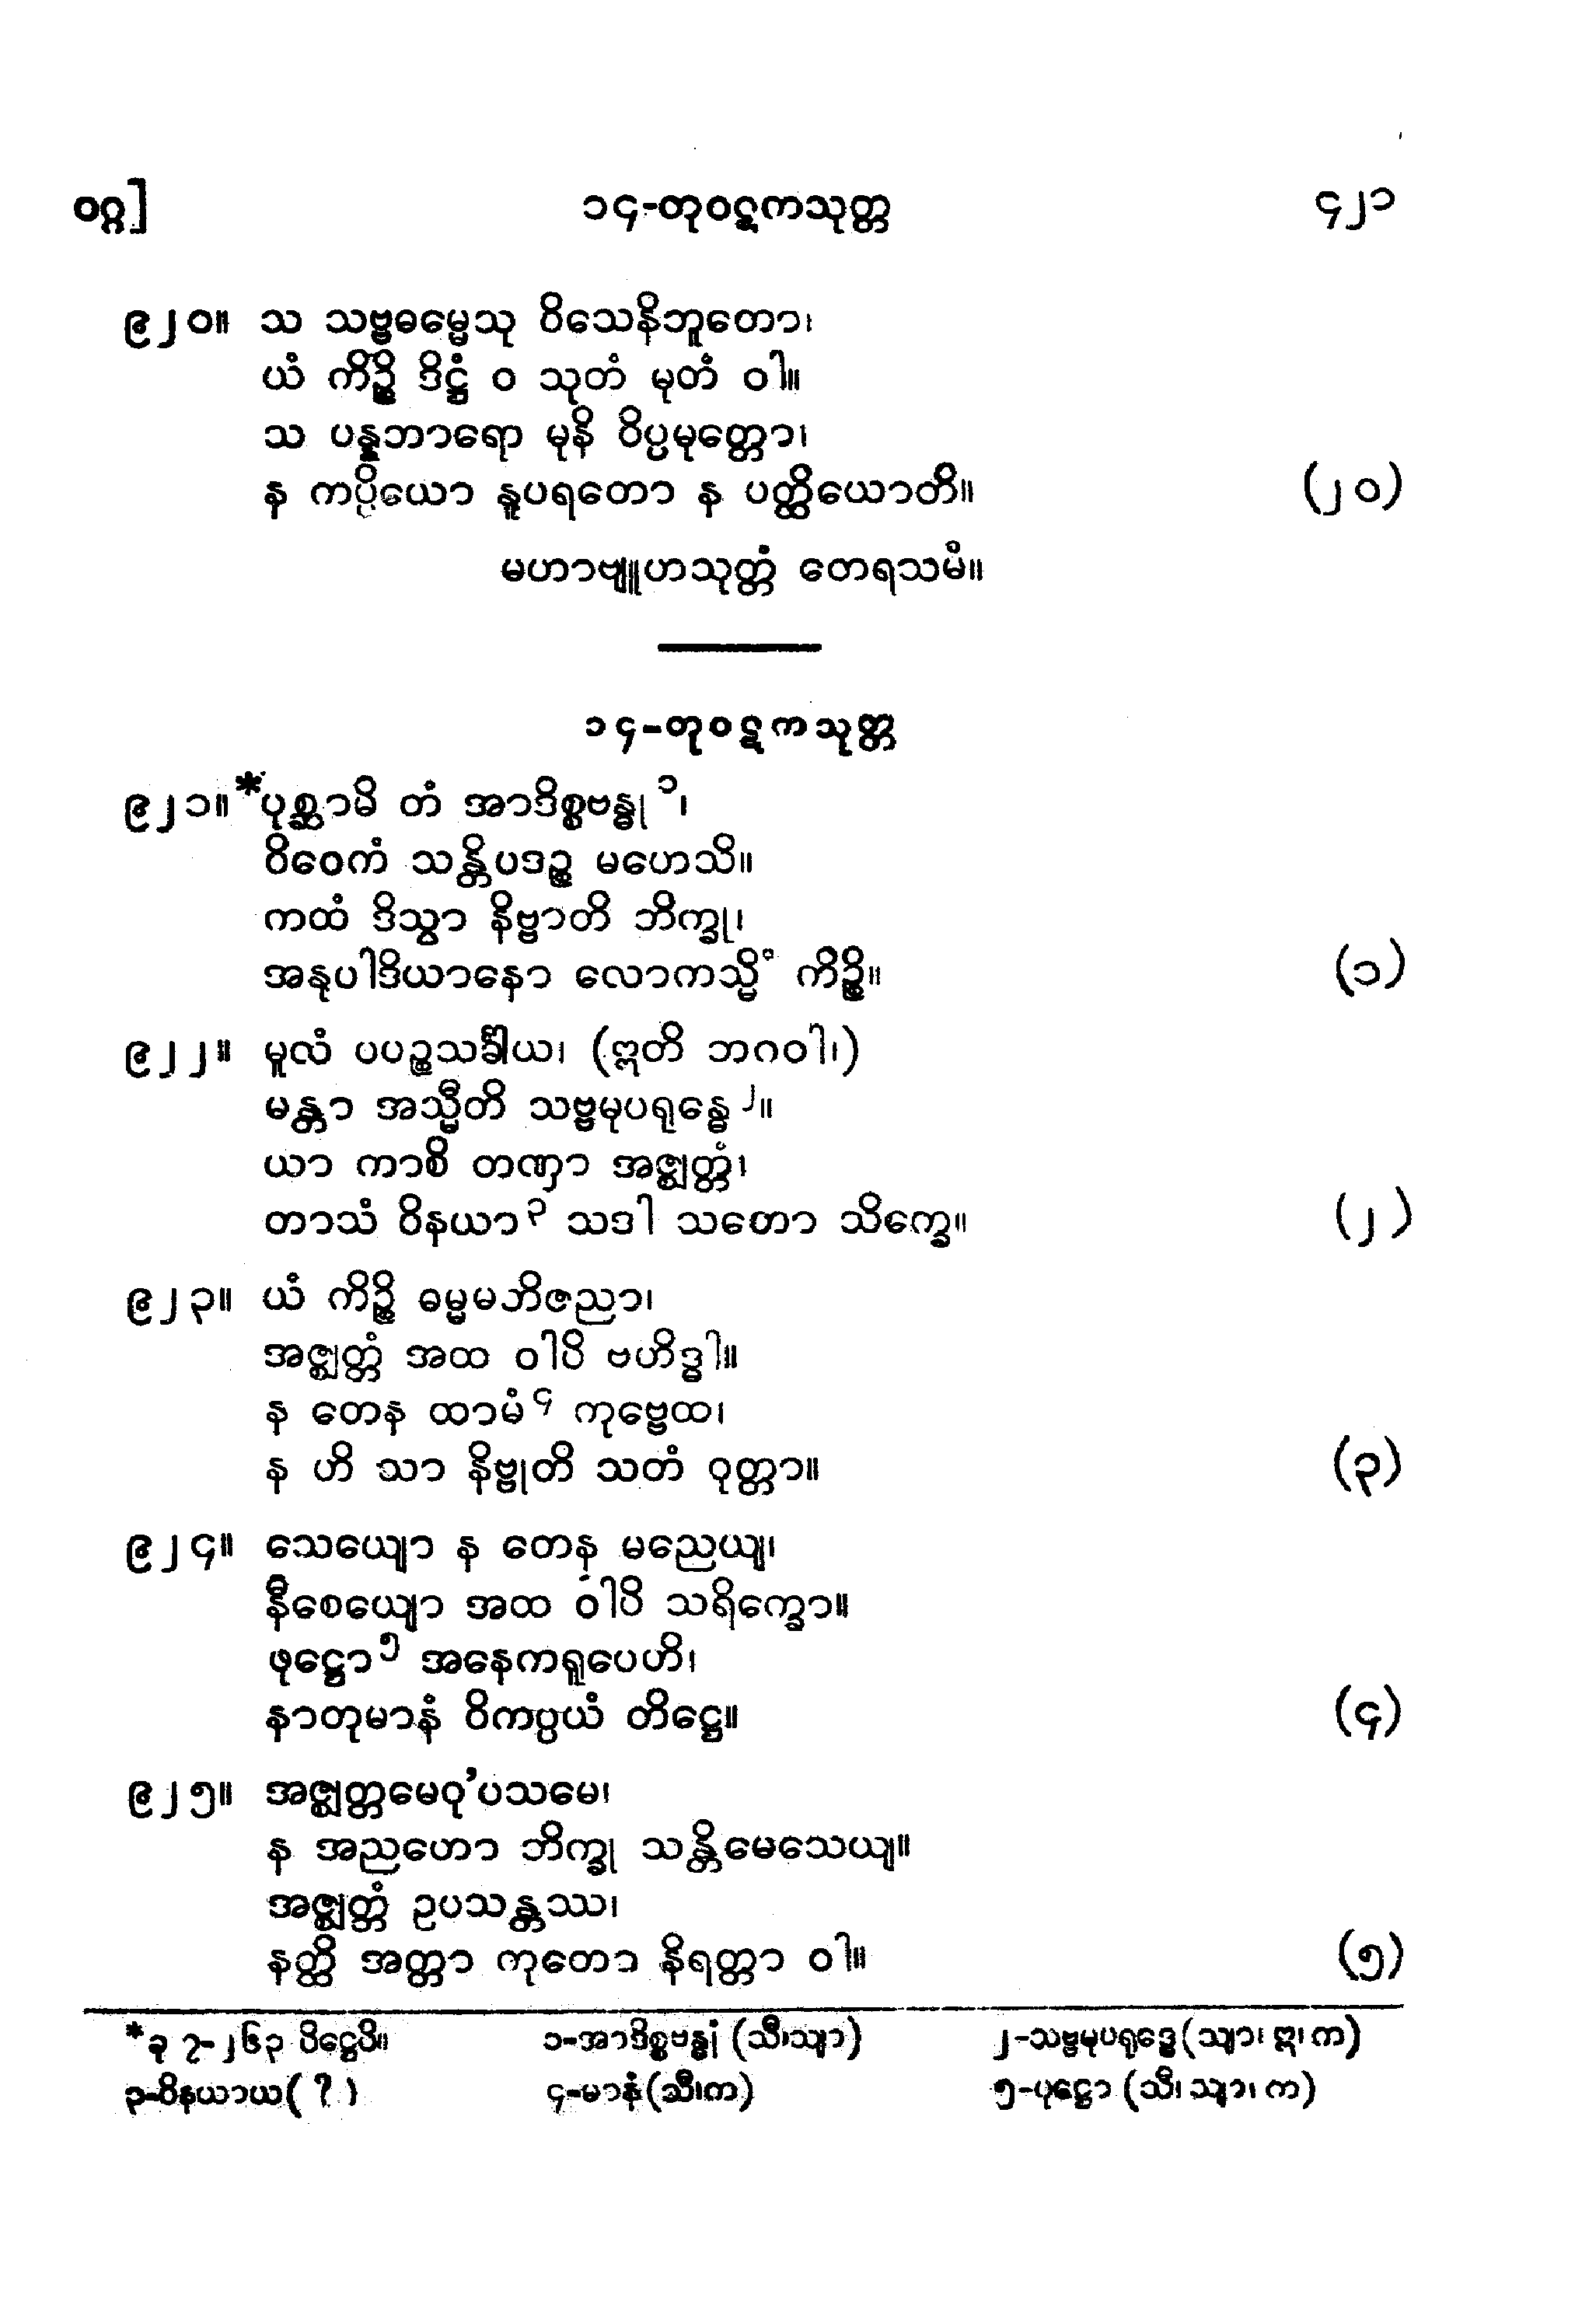 ဝဂ္ဂ] ၁၄-တုဝဋ္ဋကသုတ္တ ၄၂၁
၉၂၀။ သ သဗ္ဗဓမ္မေသု ဝိသေနိဘူတော၊
ယံ ကိဉ္စိ ဒိဋ္ဌံ ဝ သုတံ မုတံ ဝါ။
သ ပန္နဘာရော မုနိ ဝိပ္ပမုတ္တော၊
န ကပ္ပိယော နူပရတော န ပတ္ထိယောတိ။ (၂၀)
မဟာဗျူဟသုတ္တံ တေရသမံ။
၁၄-တုဝဋ္ဋကသုတ္တ
၉၂၁။ *ပုစ္ဆာမိ တံ အာဒိစ္စဗန္ဓု ၁၊
ဝိဝေကံ သန္တိပဒဉ္စ မဟေသိ။
ကထံ ဒိသွာ နိဗ္ဗာတိ ဘိက္ခု၊
အနုပါဒိယာနော လောကသ္မိံ ကိဉ္စိ။ (၁)
၉၂၂။ မူလံ ပပဉ္စသင်္ခါယ၊ (ဣတိ ဘဂဝါ၊)
မန္တာ အသ္မီတိ သဗ္ဗမုပရုန္ဓေ ၂။
ယာ ကာစိ တဏှာ အဇ္ဈတ္တံ၊
တာသံ ဝိနယာ ၃ သဒါ သတော သိက္ခေ။ (၂)
၉၂၃။ ယံ ကိဉ္စိ ဓမ္မမဘိဇညာ၊
အဇ္ဈတ္တံ အထ ဝါပိ ဗဟိဒ္ဓါ။
န တေန ထာမံ ၄ ကုဗ္ဗေထ၊
န ဟိ သာ နိဗ္ဗုတိ သတံ ဝုတ္တာ။ (၃)
၉၂၄။ သေယျော န တေန မညေယျ၊
နီစေယျော အထ ဝါပိ သရိက္ခော။
ဖုဋ္ဌော ၅ အနေကရူပေဟိ၊
နာတုမာနံ ဝိကပ္ပယံ တိဋ္ဌေ။ (၄)
၉၂၅။ အဇ္ဈတ္တမေဝု'ပသမေ၊
န အညတော ဘိက္ခု သန္တိမေသေယျ။
အဇ္ဈတ္တံ ဥပသန္တဿ၊
နတ္ထိ အတ္တာ ကုတော နိရတ္တာ ဝါ။ (၅)
*ခု ၇-၂၆၃ ပိဋ္ဌေပိ။ ၁-အာဒိစ္စဗန္ဓုံ (သီ၊သျာ) ၂-သဗ္ဗမုပရုဒ္ဓေ (သျာ၊ ဣ၊ က)
၃-ဝိနယာယ ( ? ) ၄-မာနံ (သီ၊က) ၅-ပုဋ္ဌော (သီ၊ သျာ၊ က)